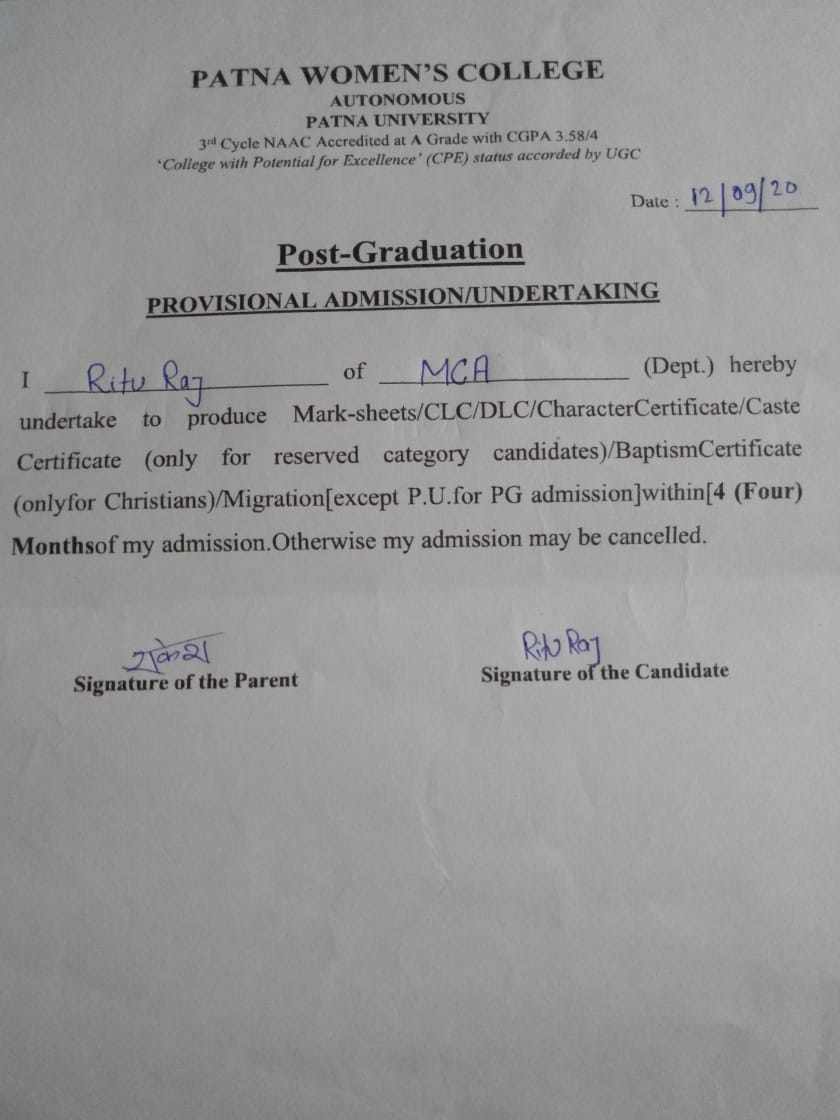 PATNA WOMEN'S COLLEGE
AUTONOMOUS
PATNA UNIVERSITY
3rd Cycle NAAC Accredited at A Grade with CGPA 3.58/4
'College with Potential for Excellence' (CPE) status accorded by UGC
Date : 12/09/20
Post-Graduation
PROVISIONAL ADMISSION/UNDERTAKING
I Ritu Raj of MCA (Dept.) hereby
undertake to produce Mark-sheets/CLC/DLC/CharacterCertificate/Caste
Certificate (only for reserved category candidates)/BaptismCertificate
(onlyfor Christians)/Migration[except P.U.for PG admission]within[4 (Four)
Monthsof my admission.Otherwise my admission may be cancelled.
राकेश Ritu Raj
Signature of the Parent Signature of the Candidate